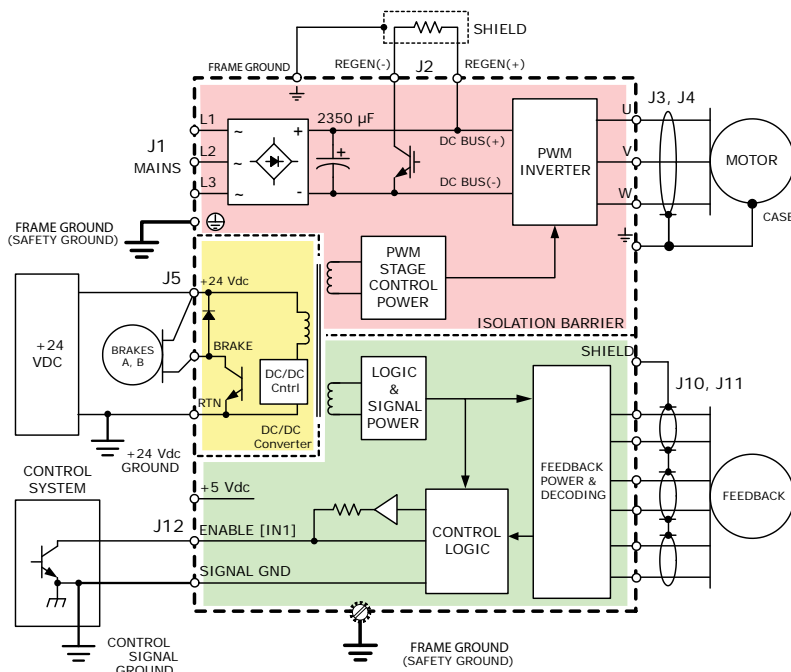 SHIELD
FRAME GROUND
REGEN(-)
J2
REGEN(+)
J3, J4
J1
MAINS
L1
L2
L3
~
~
~
+
-
2350 µF
+
DC BUS(+)
DC BUS(-)
PWM
INVERTER
U
V
W
MOTOR
CASE
FRAME GROUND
(SAFETY GROUND)
PWM
STAGE
CONTROL
POWER
ISOLATION BARRIER
J5
+24 Vdc
+24
VDC
BRAKES
A, B
BRAKE
DC/DC
Cntrl
RTN
DC/DC
Converter
+24 Vdc
GROUND
LOGIC
&
SIGNAL
POWER
SHIELD
J10, J11
FEEDBACK
POWER &
DECODING
FEEDBACK
CONTROL
SYSTEM
+5 Vdc
J12
ENABLE [IN1]
CONTROL
LOGIC
SIGNAL GND
CONTROL
SIGNAL
GROUND
FRAME GROUND
(SAFETY GROUND)